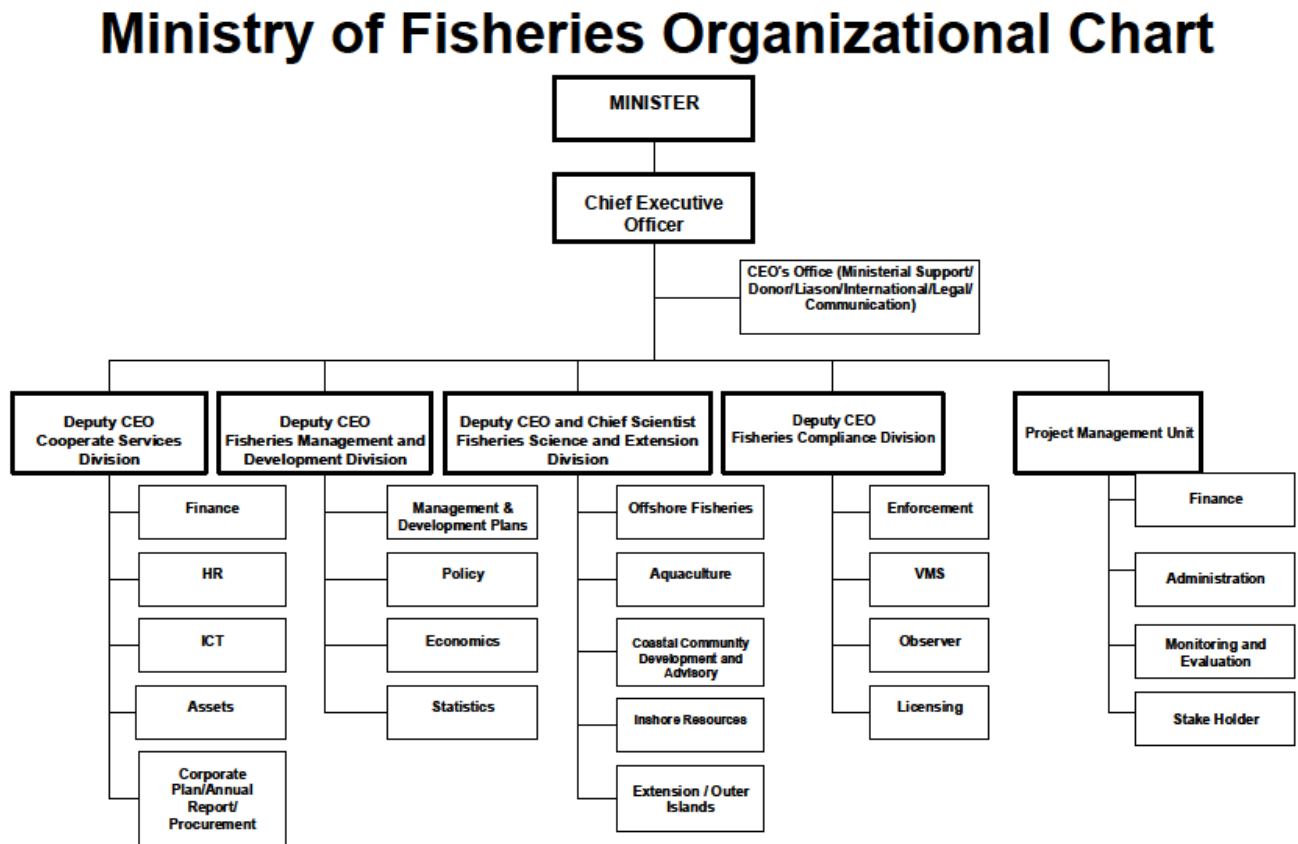 Ministry of Fisheries Organizational Chart
MINISTER
Chief Executive
Officer
CEO's Office (Ministerial Support/
Donor/Liason/International/Legal/
Communication)
Deputy CEO
Cooperate Services
Division
Deputy CEO
Fisheries Management and
Development Division
Deputy CEO and Chief Scientist
Fisheries Science and Extension
Division
Deputy CEO
Fisheries Compliance Division
Project Management Unit
Finance
HR
ICT
Assets
Corporate
Plan/Annual
Report/
Procurement
Management &
Development Plans
Policy
Economics
Statistics
Offshore Fisheries
Aquaculture
Coastal Community
Development and
Advisory
Inshore Resources
Extension / Outer
Islands
Enforcement
VMS
Observer
Licensing
Finance
Administration
Monitoring and
Evaluation
Stake Holder